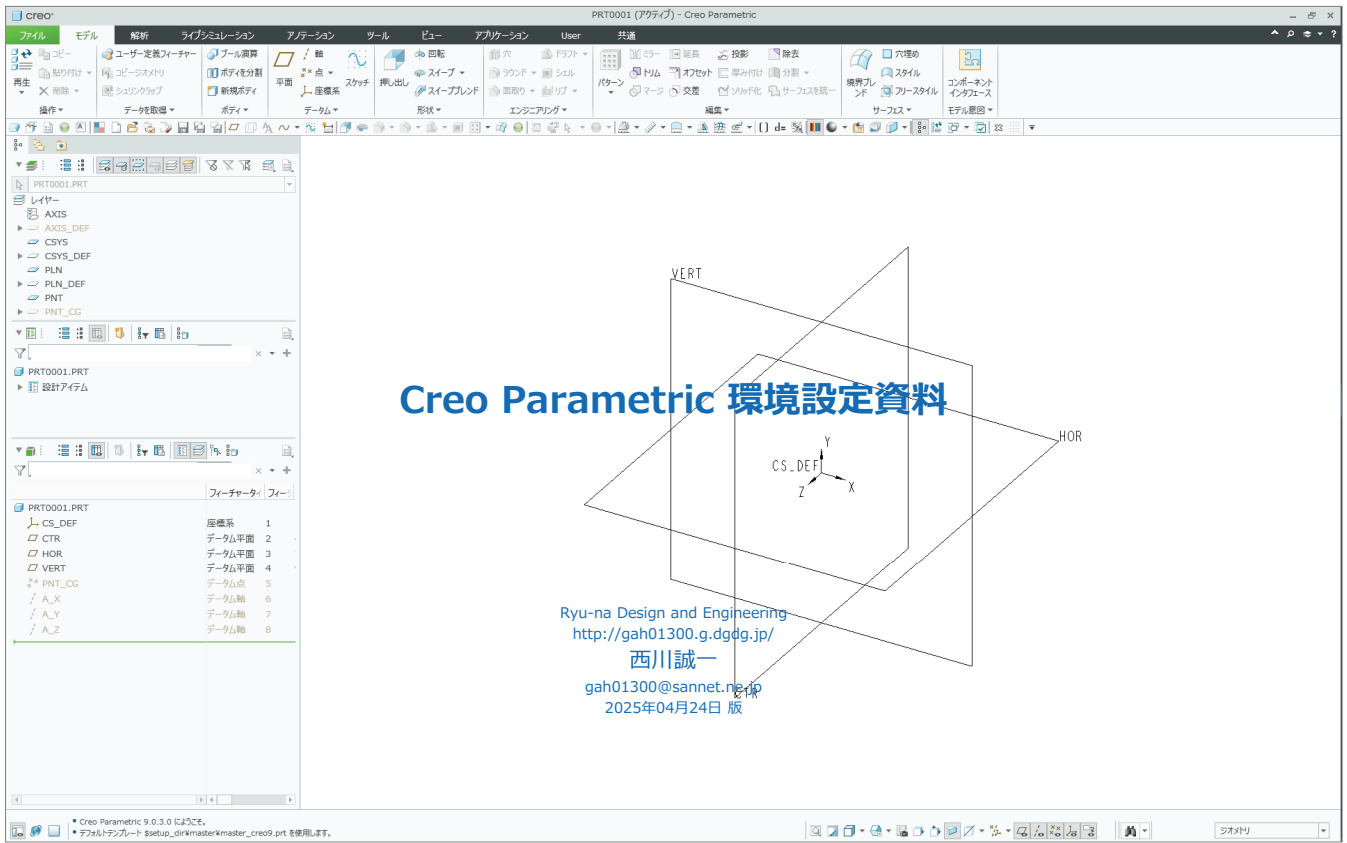 creo
PRT0001 (アクティブ) - Creo Parametric
ファイル モデル 解析 ライブシミュレーション アノテーション ツール ビュー アプリケーション User 共通
再生
コピー
貼り付け
削除
操作
ユーザー定義フィーチャー
コピージオメトリ
シュリンクラップ
データを取得
ブール演算
ボディを分割
新規ボディ
ボディ
平面
軸
点
座標系
データム
スケッチ
押し出し
回転
スイープ
スイープブレンド
形状
穴
ラウンド
面取り
ドラフト
シェル
リブ
エンジニアリング
パターン
ミラー
トリム
マージ
延長
オフセット
交差
投影
厚み付け
ソリッド化
除去
分割
サーフェスを統一
編集
境界ブレンド
穴埋め
スタイル
フリースタイル
サーフェス
コンポーネント
インタフェース
モデル意図
PRT0001.PRT
レイヤー
AXIS
AXIS_DEF
CSYS
CSYS_DEF
PLN
PLN_DEF
PNT
PNT_CG
PRT0001.PRT
設計アイテム
フィーチャータイ フィー
PRT0001.PRT
CS_DEF 座標系 1
CTR データム平面 2
HOR データム平面 3
VERT データム平面 4
PNT_CG データム点 5
A_X データム軸 6
A_Y データム軸 7
A_Z データム軸 8
VERT
HOR
CS_DEF
Y
X
Z
CTR
Creo Parametric 環境設定資料
Ryu-na Design and Engineering
http://gah01300.g.dgdg.jp/
西川誠一
gah01300@sannet.ne.jp
2025年04月24日 版
• Creo Parametric 9.0.3.0 にようこそ。
• デフォルトテンプレート $setup_dir¥master¥master_creo9.prt を使用します。
ジオメトリ